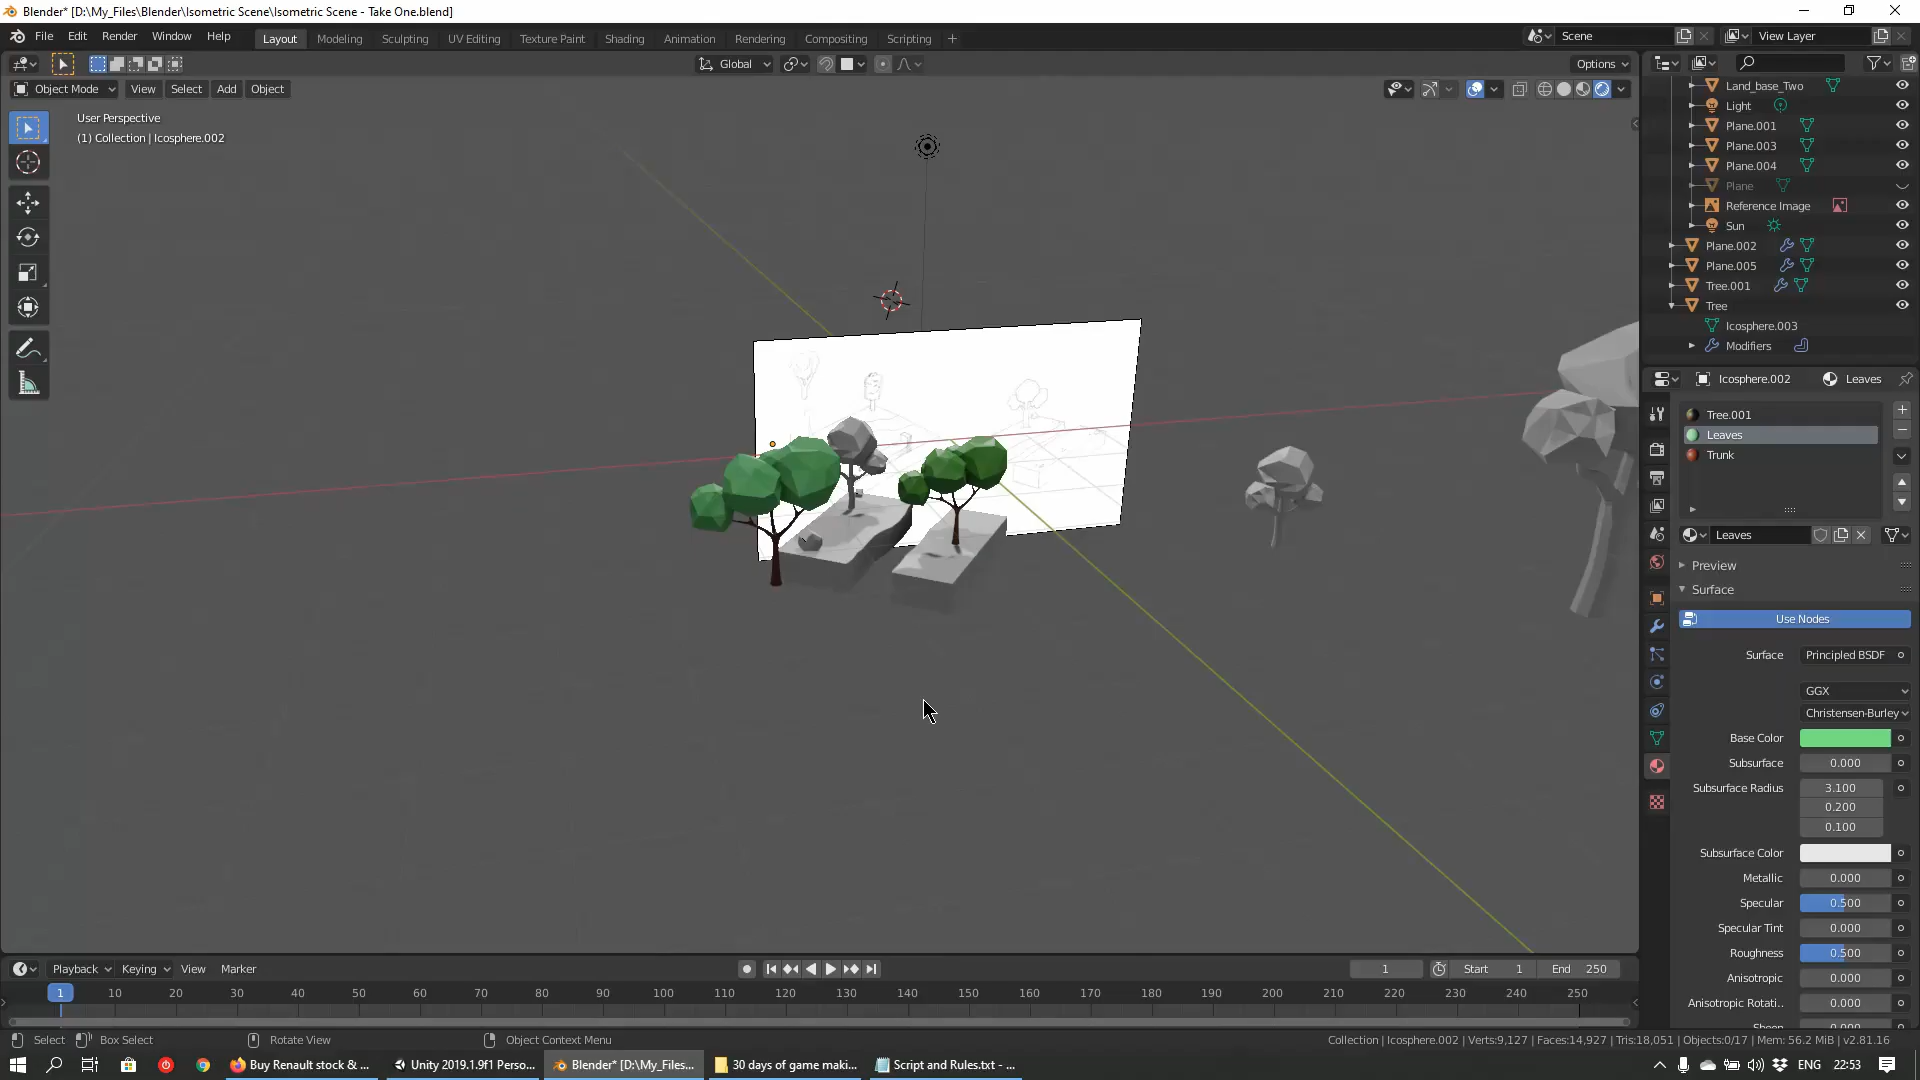 Blender* [D:\My_Files\Blender\Isometric Scene\Isometric Scene - Take One.blend]
File Edit Render Window Help Layout Modeling Sculpting UV Editing Texture Paint Shading Animation Rendering Compositing Scripting + Scene View Layer
Global Options
Object Mode View Select Add Object
User Perspective
(1) Collection | Icosphere.002
Land_base_Two
Light
Plane.001
Plane.003
Plane.004
Plane
Reference Image
Sun
Plane.002
Plane.005
Tree.001
Tree
Icosphere.003
Modifiers
Icosphere.002 Leaves
Tree.001
Leaves
Trunk
Leaves
Preview
Surface
Use Nodes
Surface Principled BSDF
GGX
Christensen-Burley
Base Color
Subsurface 0.000
Subsurface Radius 3.100
0.200
0.100
Subsurface Color
Metallic 0.000
Specular 0.500
Specular Tint 0.000
Roughness 0.500
Anisotropic 0.000
Anisotropic Rotati.. 0.000
Playback Keying View Marker 1 Start 1 End 250
1 10 20 30 40 50 60 70 80 90 100 110 120 130 140 150 160 170 180 190 200 210 220 230 240 250
Select Box Select Rotate View Object Context Menu Collection | Icosphere.002 | Verts:9,127 | Faces:14,927 | Tris:18,051 | Objects:0/17 | Mem: 56.2 MiB | v2.81.16
Buy Renault stock & ... Unity 2019.1.9f1 Perso... Blender* [D:\My_Files... 30 days of game maki... Script and Rules.txt - ... ENG 22:53